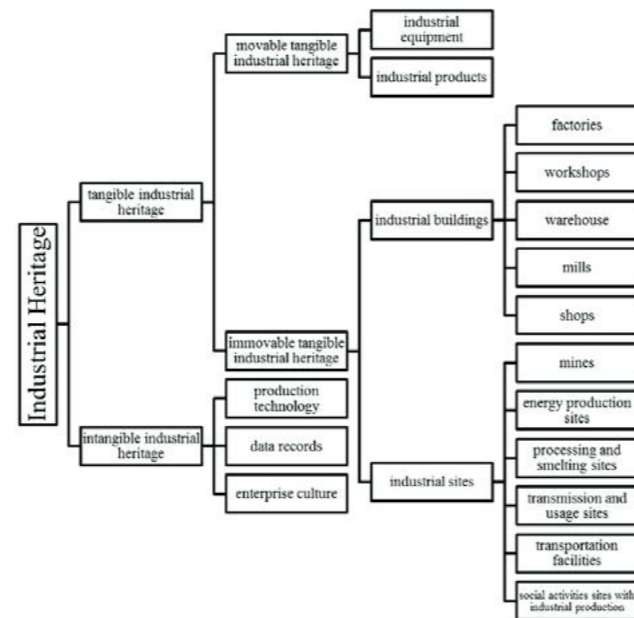 Industrial Heritage
tangible industrial
heritage
movable tangible
industrial heritage
industrial
equipment
industrial products
immovable tangible
industrial heritage
industrial buildings
factories
workshops
warehouse
mills
shops
industrial sites
mines
energy production
sites
processing and
smelting sites
transmission and
usage sites
transportation
facilities
social activities sites with
industrial production
intangible industrial
heritage
production
technology
data records
enterprise culture